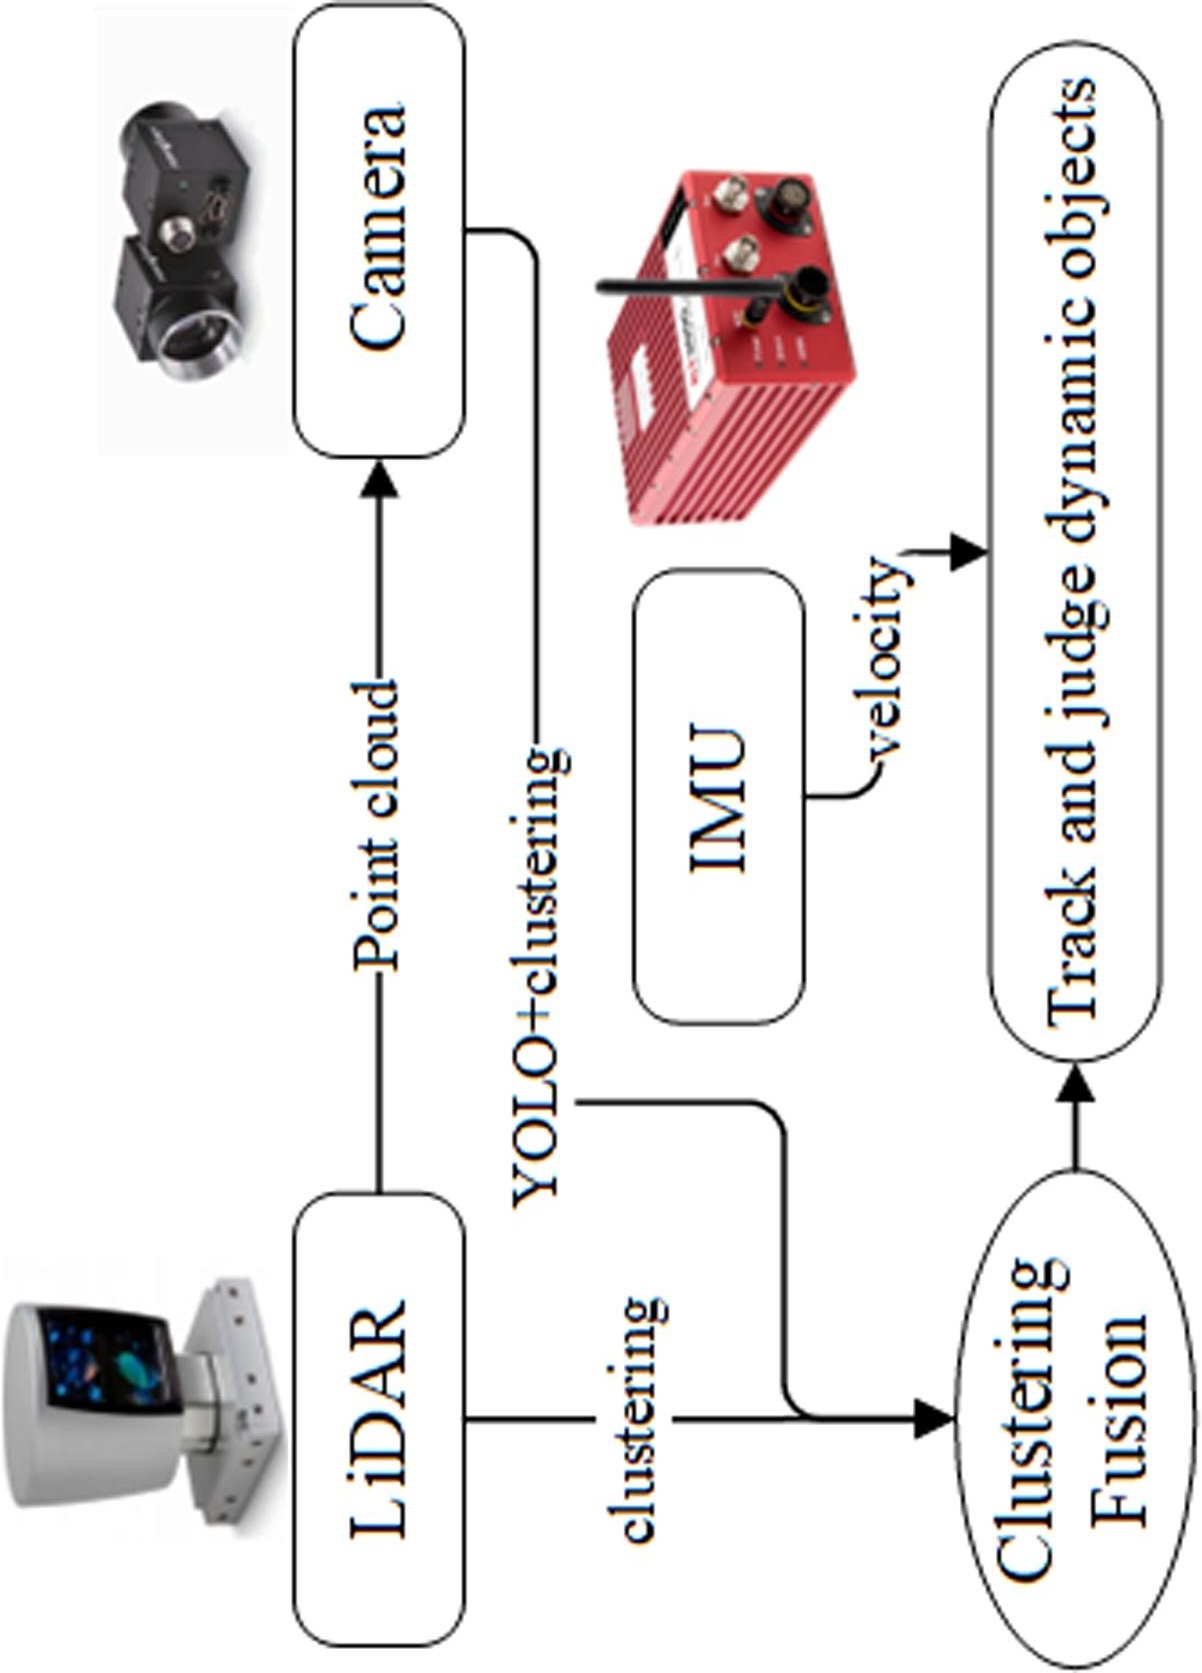 LiDAR
Point cloud
Camera
YOLO+clustering
clustering
IMU
velocity
Clustering
Fusion
Track and judge dynamic objects